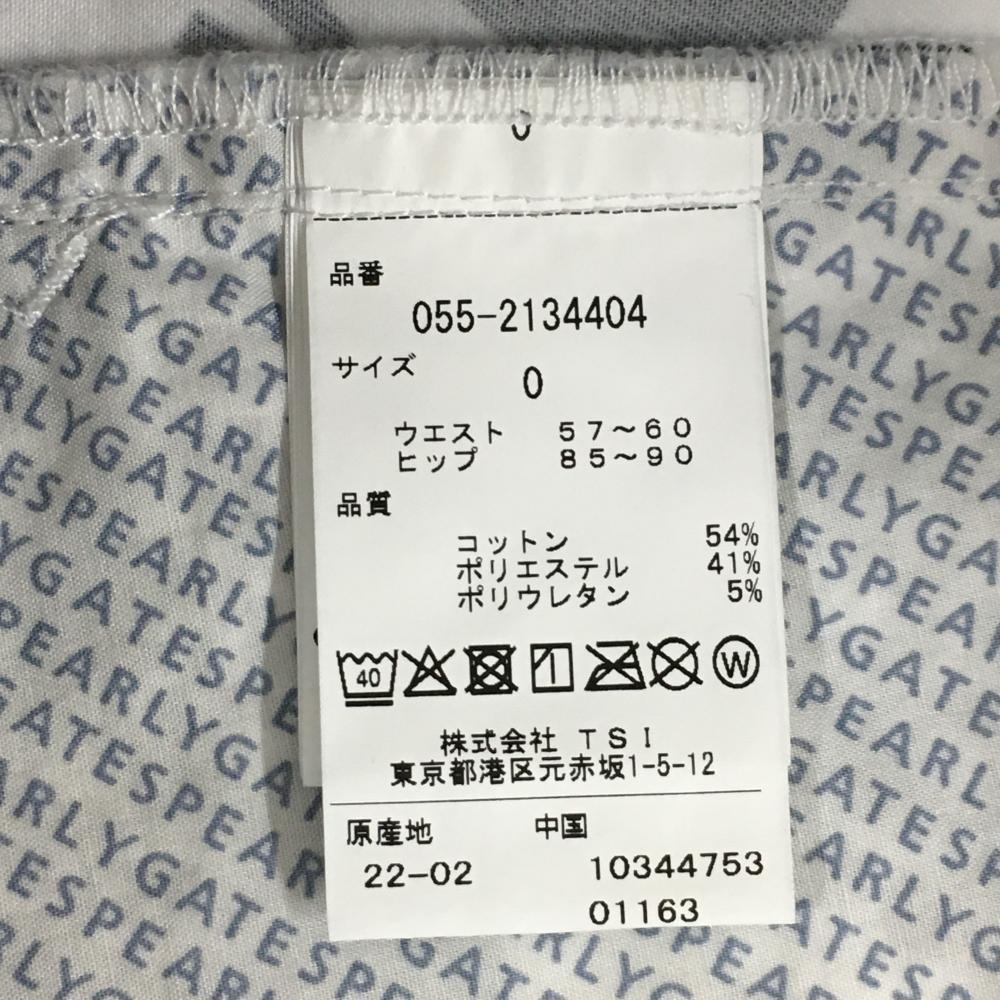 品番
055-2134404
サイズ
0
ウエスト 57~60
ヒップ 85~90
品質
コットン 54%
ポリエステル 41%
ポリウレタン 5%
40
W
株式会社 TSI
東京都港区元赤坂1-5-12
原産地 中国
22-02 10344753
01163
PEARLYGATES